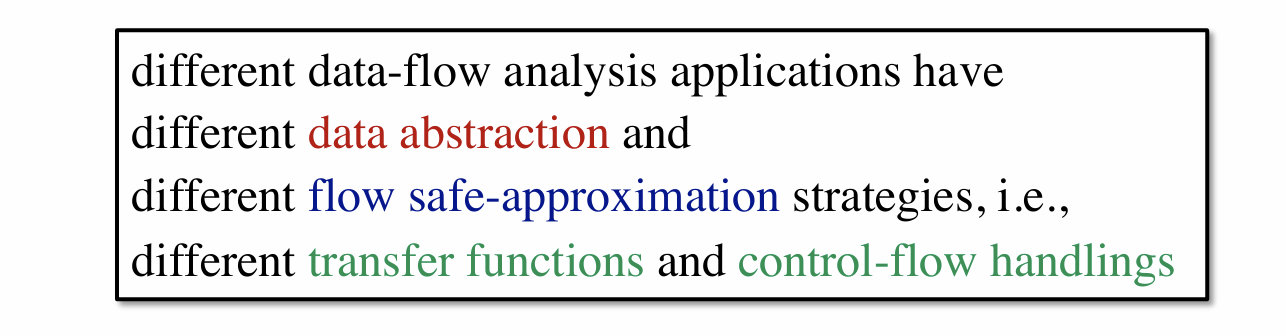 different data-flow analysis applications have
different data abstraction and
different flow safe-approximation strategies, i.e.,
different transfer functions and control-flow handlings